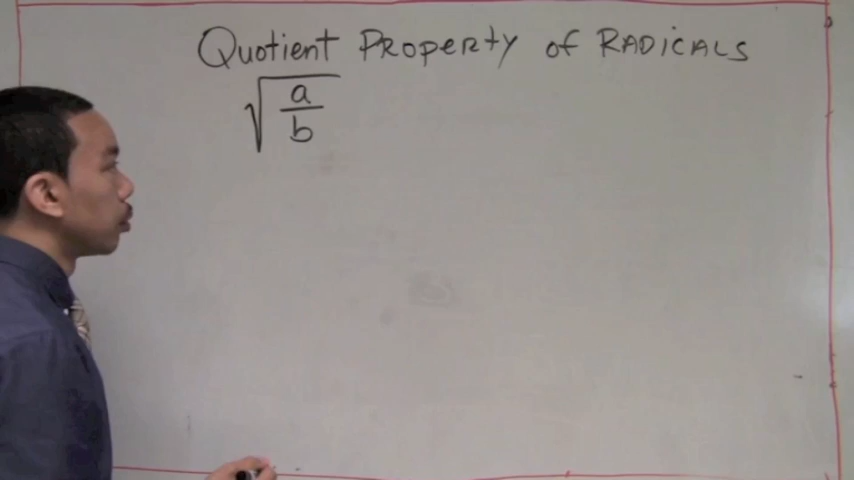 Quotient Property of Radicals
√(a/b)